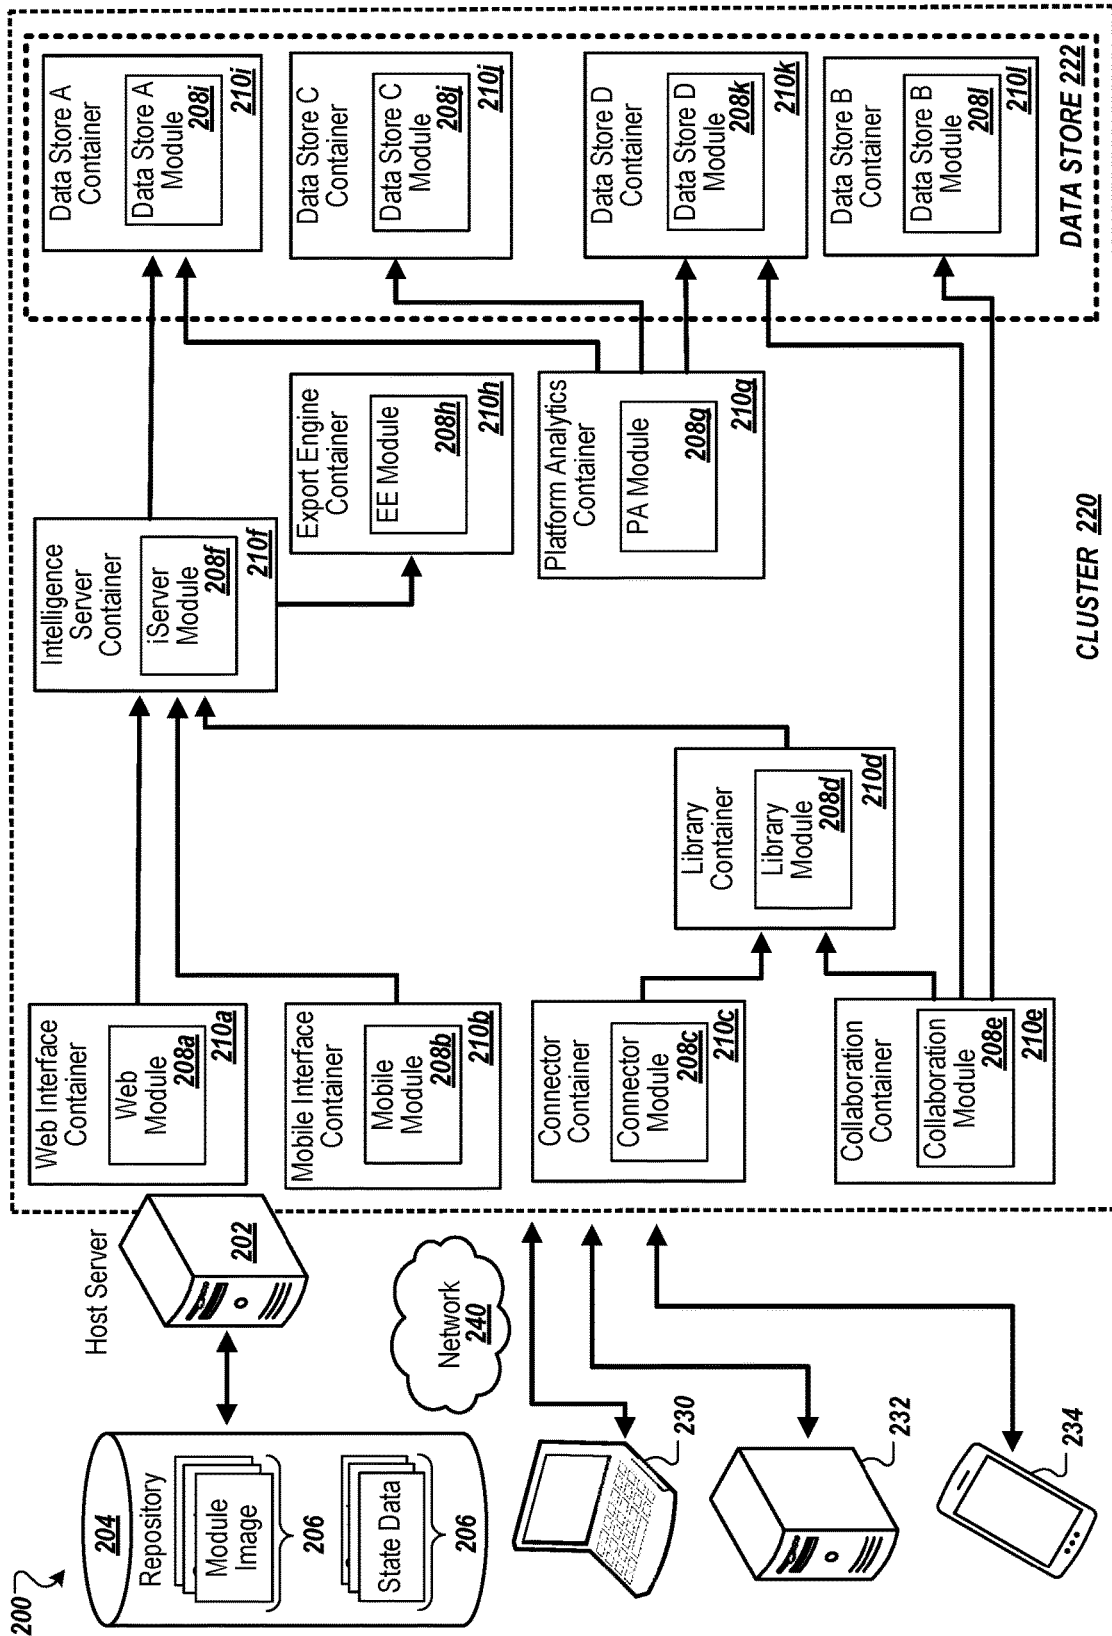 200
204
Repository
Module
Image
206
State Data
206
Host Server
202
Network
240
230
232
234
Web Interface
Container
Web
Module
208a
210a
Mobile Interface
Container
Mobile
Module
208b
210b
Connector
Container
Connector
Module
208c
210c
Collaboration
Container
Collaboration
Module
208e
210e
Library
Container
Library
Module
208d
210d
Intelligence
Server
Container
iServer
Module
208f
210f
Export Engine
Container
EE Module
208h
210h
Platform Analytics
Container
PA Module
208g
210g
Data Store A
Container
Data Store A
Module
208i
210i
Data Store C
Container
Data Store C
Module
208j
210j
Data Store D
Container
Data Store D
Module
208k
210k
Data Store B
Container
Data Store B
Module
208l
210l
DATA STORE 222
CLUSTER 220